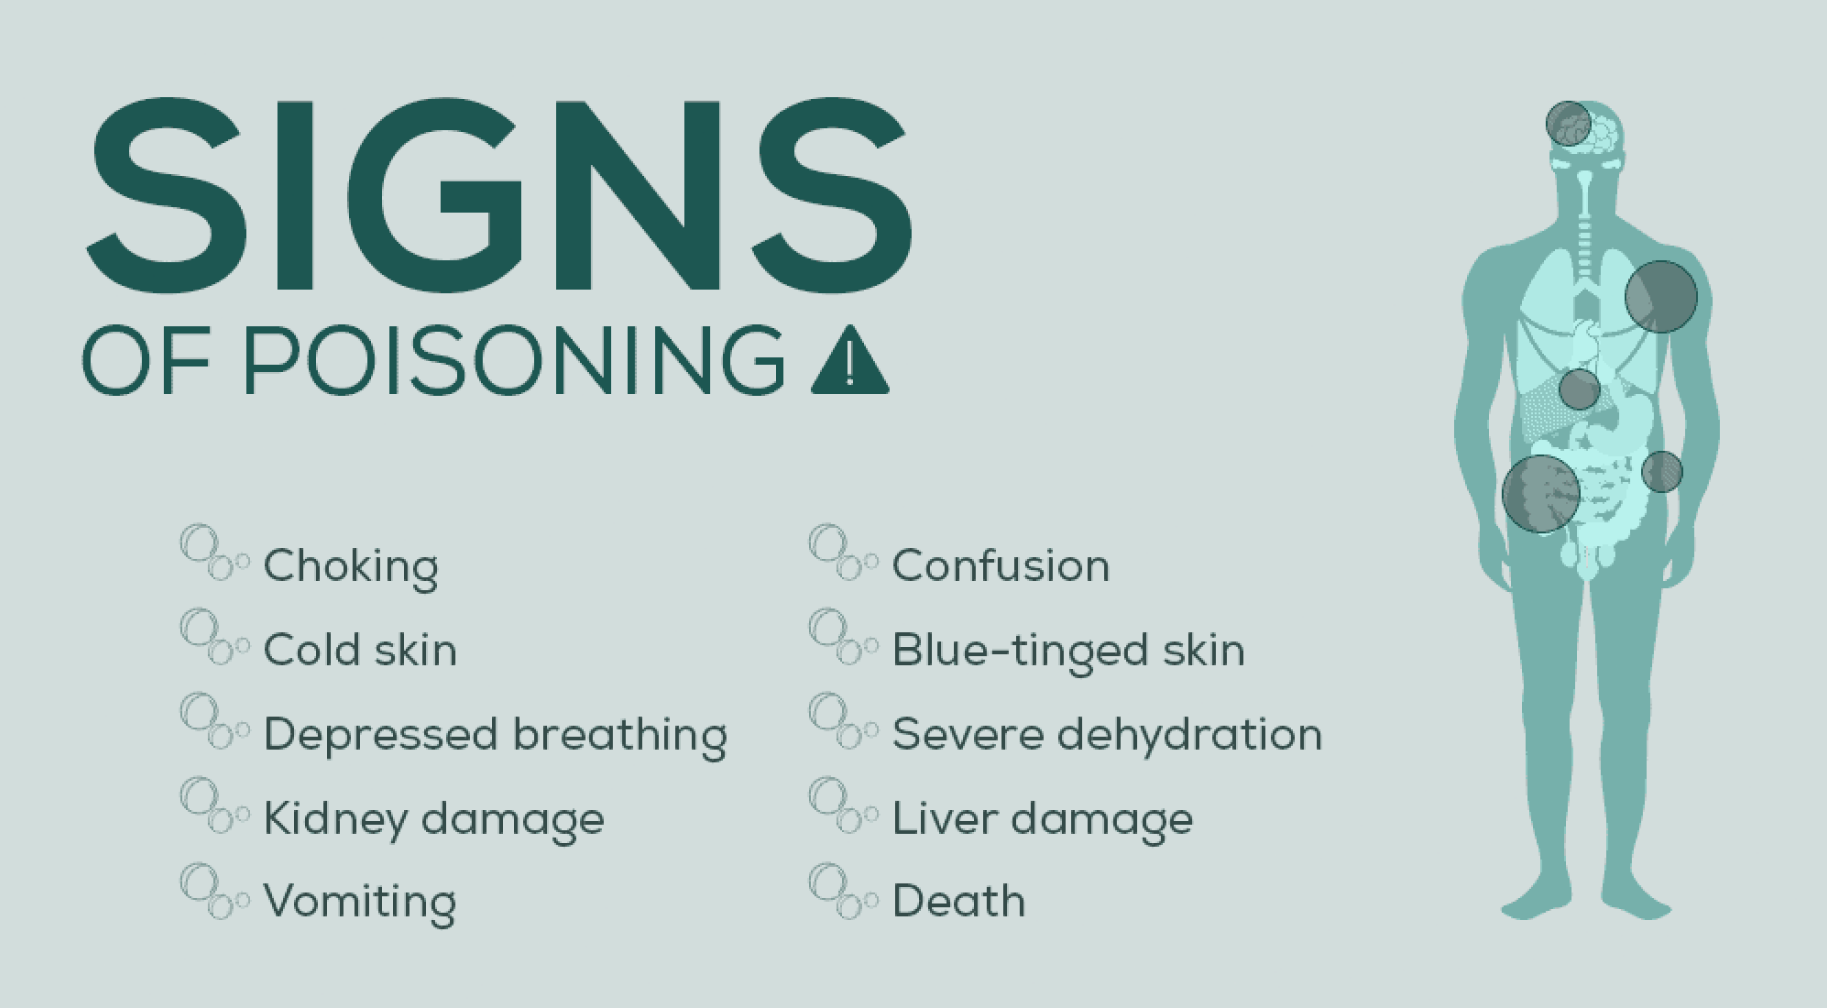 SIGNS
OF POISONING
Choking
Cold skin
Depressed breathing
Kidney damage
Vomiting
Confusion
Blue-tinged skin
Severe dehydration
Liver damage
Death